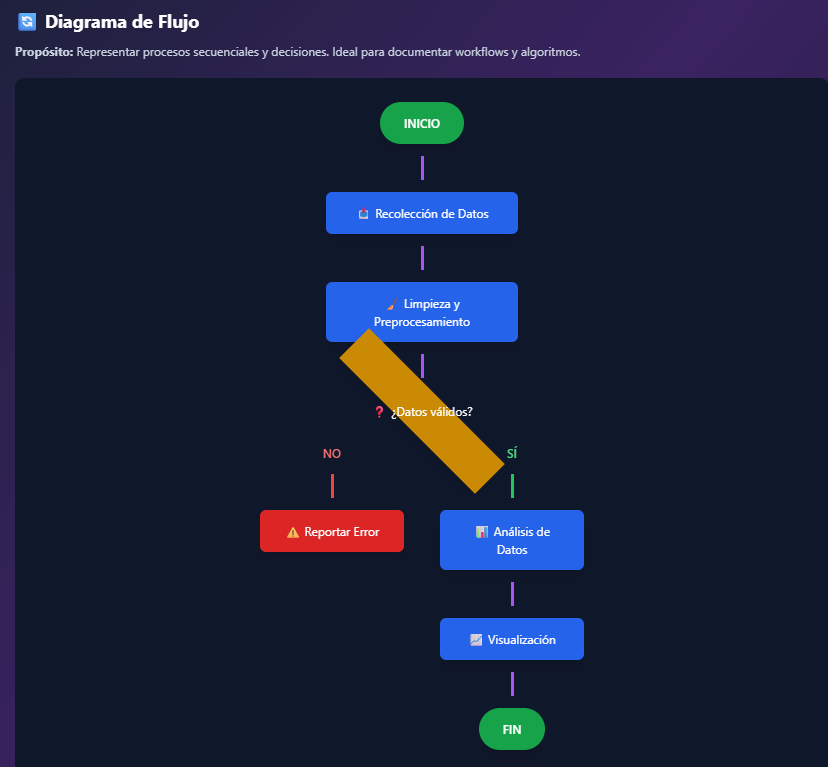 Diagrama de Flujo
Propósito: Representar procesos secuenciales y decisiones. Ideal para documentar workflows y algoritmos.
INICIO
Recolección de Datos
Limpieza y
Preprocesamiento
❓ ¿Datos válidos?
NO
SÍ
Reportar Error
Análisis de
Datos
Visualización
FIN